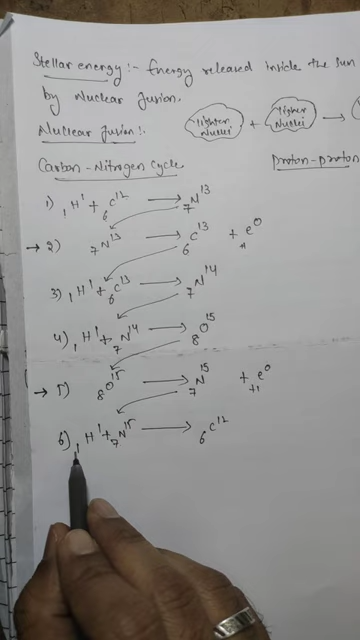 Stellar energy :- Energy released inside the sun
by Nuclear fusion.
Nuclear fusion :- lighter Nuclei + lighter Nuclei →
Carbon-Nitrogen Cycle Proton-proton
1) ₁H¹ + ₆C¹² → ₇N¹³
→ 2) ₇N¹³ → ₆C¹³ + e⁰
3) ₁H¹ + ₆C¹³ → ₇N¹⁴
4) ₁H¹ + ₇N¹⁴ → ₈O¹⁵
→ 5) ₈O¹⁵ → ₇N¹⁵ + ₊₁e⁰
6) ₁H¹ + ₇N¹⁵ → ₆C¹²